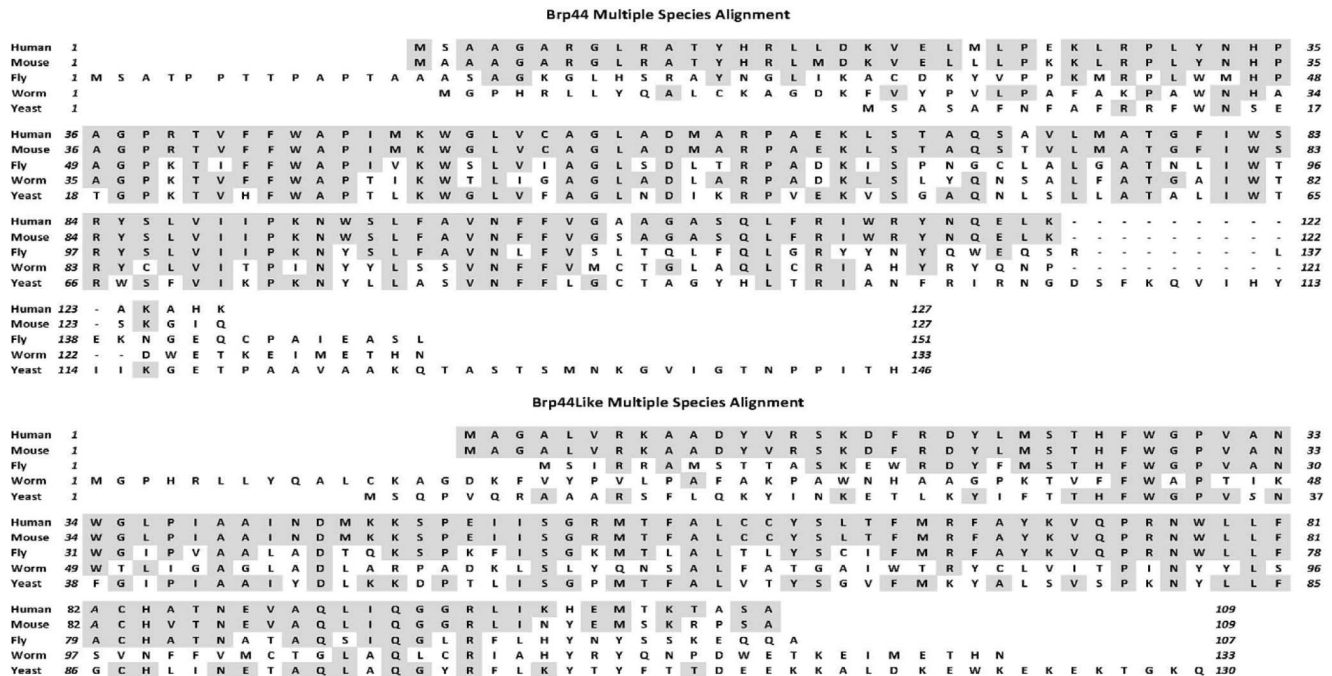 Brp44 Multiple Species Alignment
Human 1 M S A A G A R G L R A T Y H R L L D K V E L M L P E K L R P L Y N H P 35
Mouse 1 M A A A G A R G L R A T Y H R L M D K V E L L L P K K L R P L Y N H P 35
Fly 1 M S A T P P T T P A P T A A A S A G K G L H S R A Y N G L I K A C D K Y V P P K M R P L W M H P 48
Worm 1 M G P H R L L Y Q A L C K A G D K F V Y P V L P A F A K P A W N H A 34
Yeast 1 M S A S A F N F A F R R F W N S E 17
Human 36 A G P R T V F F W A P I M K W G L V C A G L A D M A R P A E K L S T A Q S A V L M A T G F I W S 83
Mouse 36 A G P R T V F F W A P I M K W G L V C A G L A D M A R P A E K L S T A Q S T V L M A T G F I W S 83
Fly 49 A G P K T I F F W A P I V K W S L V I A G L S D L T R P A D K I S P N G C L A L G A T N L I W T 96
Worm 35 A G P K T V F F W A P T I K W T L I G A G L A D L A R P A D K L S L Y Q N S A L F A T G A I W T 82
Yeast 18 T G P K T V H F W A P T L K W G L V F A G L N D I K R P V E K V S G A Q N L S L L A T A L I W T 65
Human 84 R Y S L V I I P K N W S L F A V N F F V G A A G A S Q L F R I W R Y N Q E L K - - - - - - - - - 122
Mouse 84 R Y S L V I I P K N W S L F A V N F F V G S A G A S Q L F R I W R Y N Q E L K - - - - - - - - - 122
Fly 97 R Y S L V I I P K N Y S L F A V N L F V S L T Q L F Q L G R Y Y N Y Q W E Q S R - - - - - - - L 137
Worm 83 R Y C L V I T P I N Y Y L S S V N F F V M C T G L A Q L C R I A H Y R Y Q N P - - - - - - - - - 121
Yeast 66 R W S F V I K P K N Y L L A S V N F F L G C T A G Y H L T R I A N F R I R N G D S F K Q V I H Y 113
Human 123 - A K A H K 127
Mouse 123 - S K G I Q 127
Fly 138 E K N G E Q C P A I E A S L 151
Worm 122 - - D W E T K E I M E T H N 133
Yeast 114 I I K G E T P A A V A A K Q T A S T S M N K G V I G T N P P I T H 146
Brp44Like Multiple Species Alignment
Human 1 M A G A L V R K A A D Y V R S K D F R D Y L M S T H F W G P V A N 33
Mouse 1 M A G A L V R K A A D Y V R S K D F R D Y L M S T H F W G P V A N 33
Fly 1 M S I R R A M S T T A S K E W R D Y F M S T H F W G P V A N 30
Worm 1 M G P H R L L Y Q A L C K A G D K F V Y P V L P A F A K P A W N H A A G P K T V F F W A P T I K 48
Yeast 1 M S Q P V Q R A A A R S F L Q K Y I N K E T L K Y I F T T H F W G P V S N 37
Human 34 W G L P I A A I N D M K K S P E I I S G R M T F A L C C Y S L T F M R F A Y K V Q P R N W L L F 81
Mouse 34 W G L P I A A I N D M K K S P E I I S G R M T F A L C C Y S L T F M R F A Y K V Q P R N W L L F 81
Fly 31 W G I P V A A L A D T Q K S P K F I S G K M T L A L T L Y S C I F M R F A Y K V Q P R N W L L F 78
Worm 49 W T L I G A G L A D L A R P A D K L S L Y Q N S A L F A T G A I W T R Y C L V I T P I N Y Y L S 96
Yeast 38 F G I P I A A I Y D L K K D P T L I S G P M T F A L V T Y S G V F M K Y A L S V S P K N Y L L F 85
Human 82 A C H A T N E V A Q L I Q G G R L I K H E M T K T A S A 109
Mouse 82 A C H V T N E V A Q L I Q G G R L I N Y E M S K R P S A 109
Fly 79 A C H A T N A T A Q S I Q G L R F L H Y N Y S S K E Q Q A 107
Worm 97 S V N F F V M C T G L A Q L C R I A H Y R Y Q N P D W E T K E I M E T H N 133
Yeast 86 G C H L I N E T A Q L A Q G Y R F L K Y T Y F T T D E E K K A L D K E W K E K E K T G K Q 130